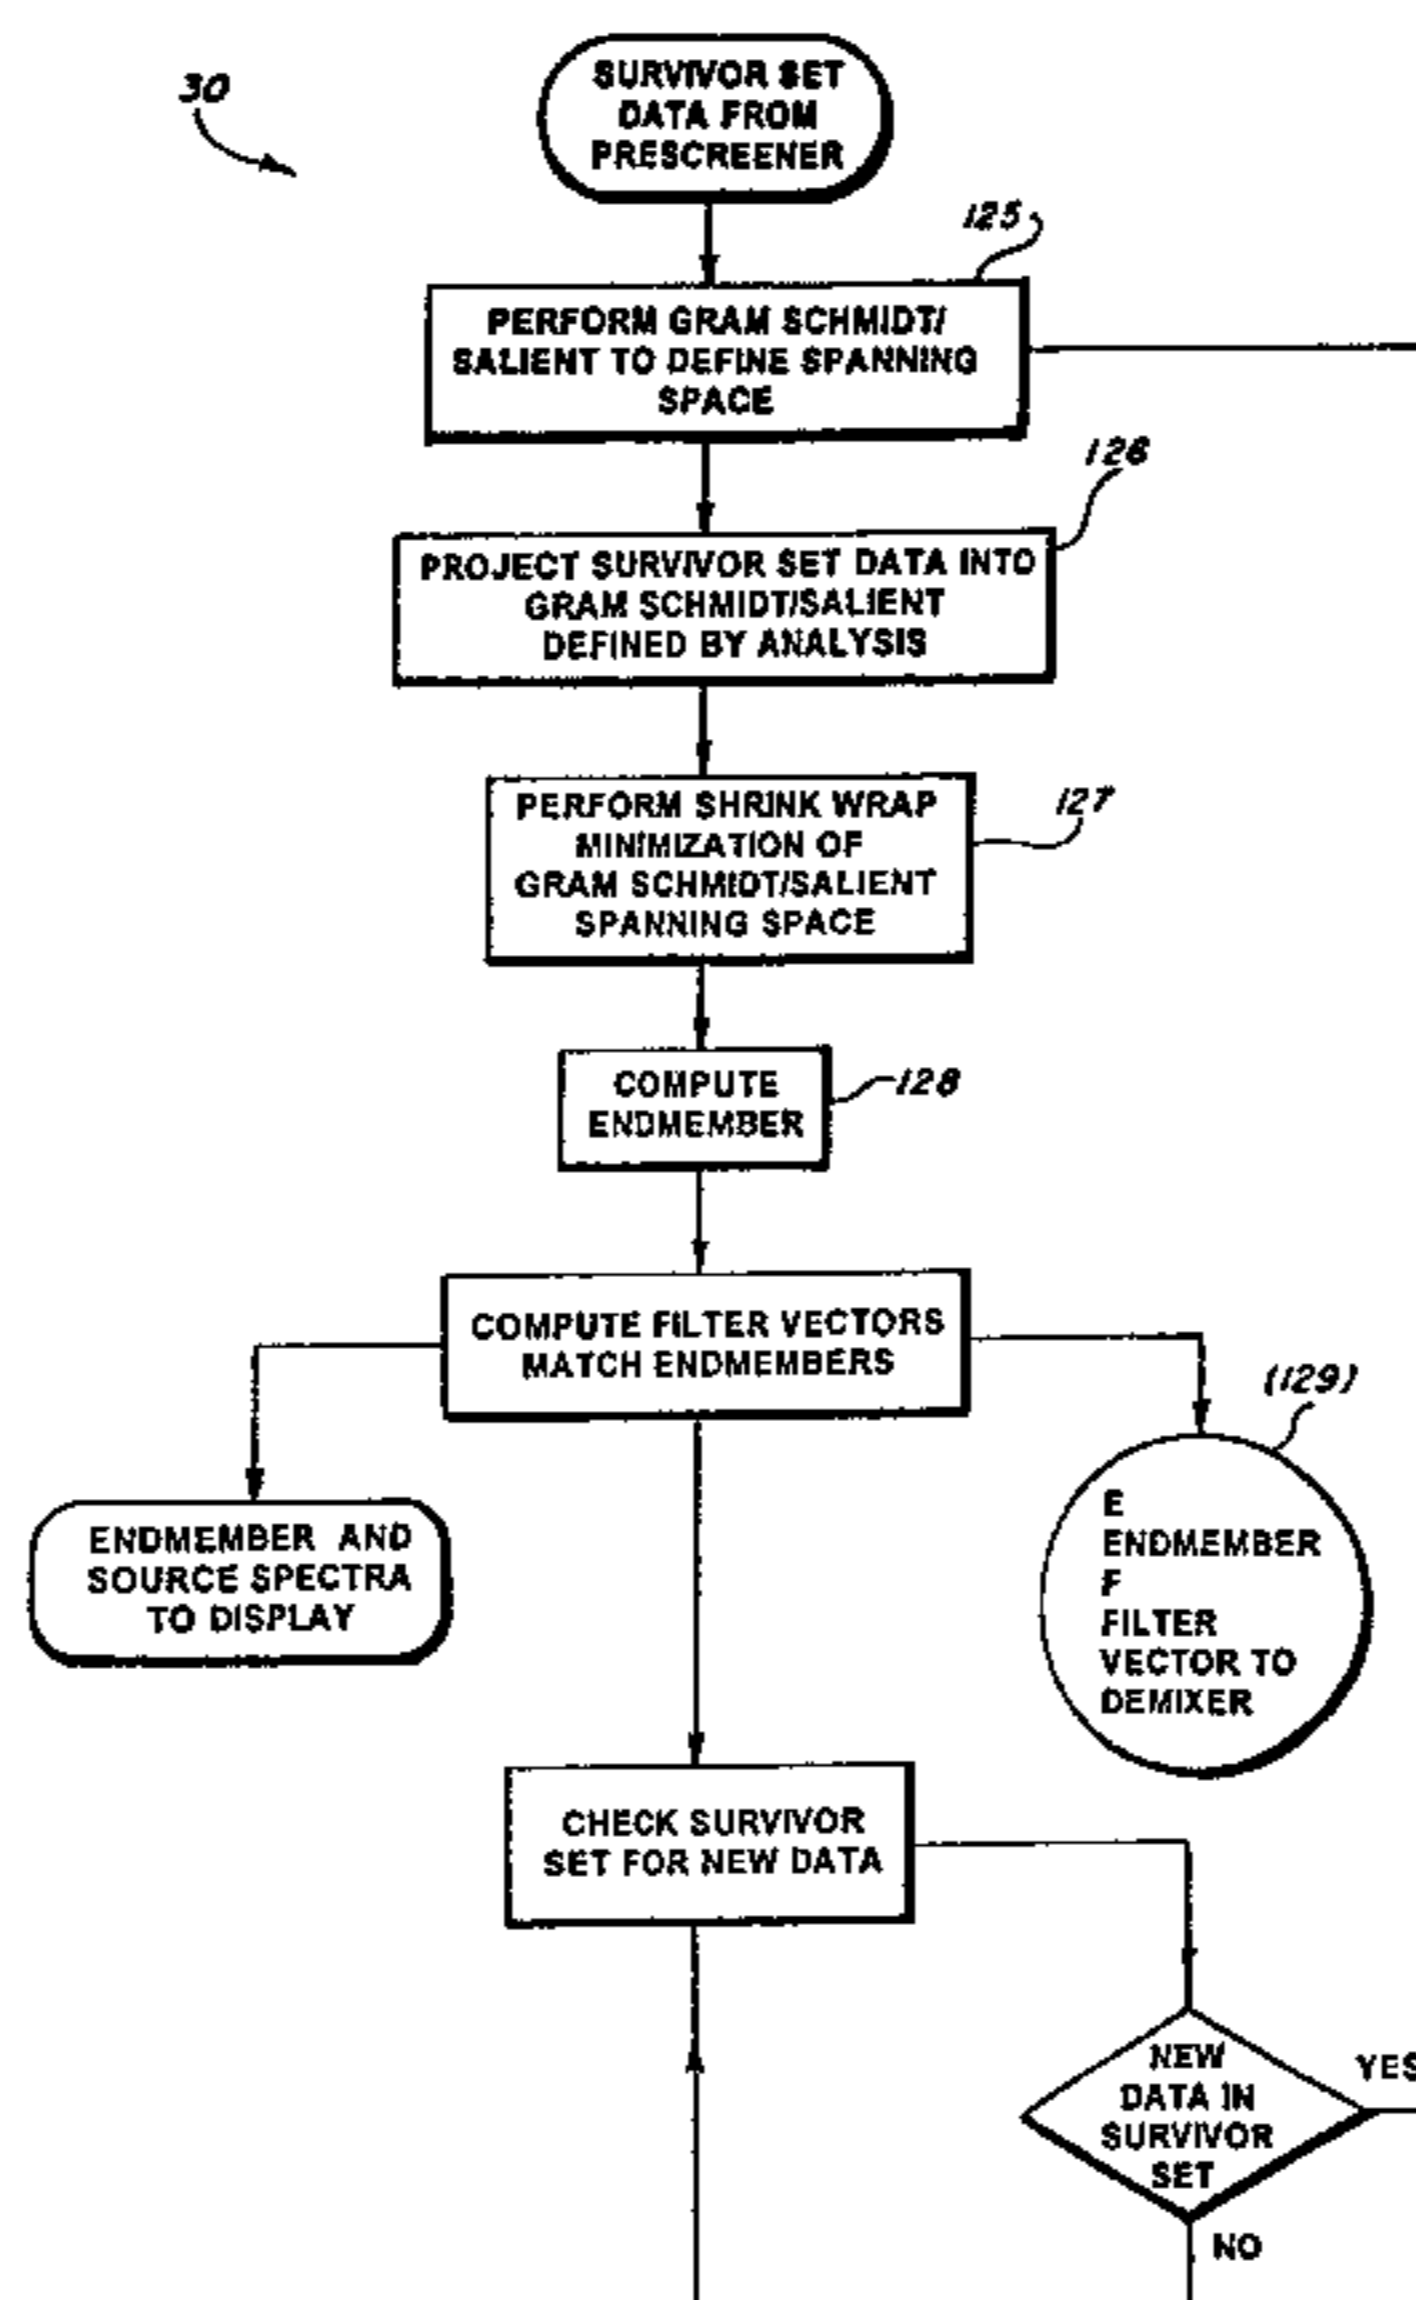 30
SURVIVOR SET
DATA FROM
PRESCREENER
125
PERFORM GRAM SCHMIDT/
SALIENT TO DEFINE SPANNING
SPACE
126
PROJECT SURVIVOR SET DATA INTO
GRAM SCHMIDT/SALIENT
DEFINED BY ANALYSIS
127
PERFORM SHRINK WRAP
MINIMIZATION OF
GRAM SCHMIDT/SALIENT
SPANNING SPACE
128
COMPUTE
ENDMEMBER
COMPUTE FILTER VECTORS
MATCH ENDMEMBERS
(129)
ENDMEMBER AND
SOURCE SPECTRA
TO DISPLAY
E
ENDMEMBER
F
FILTER
VECTOR TO
DEMIXER
CHECK SURVIVOR
SET FOR NEW DATA
NEW
DATA IN
SURVIVOR
SET
YES
NO